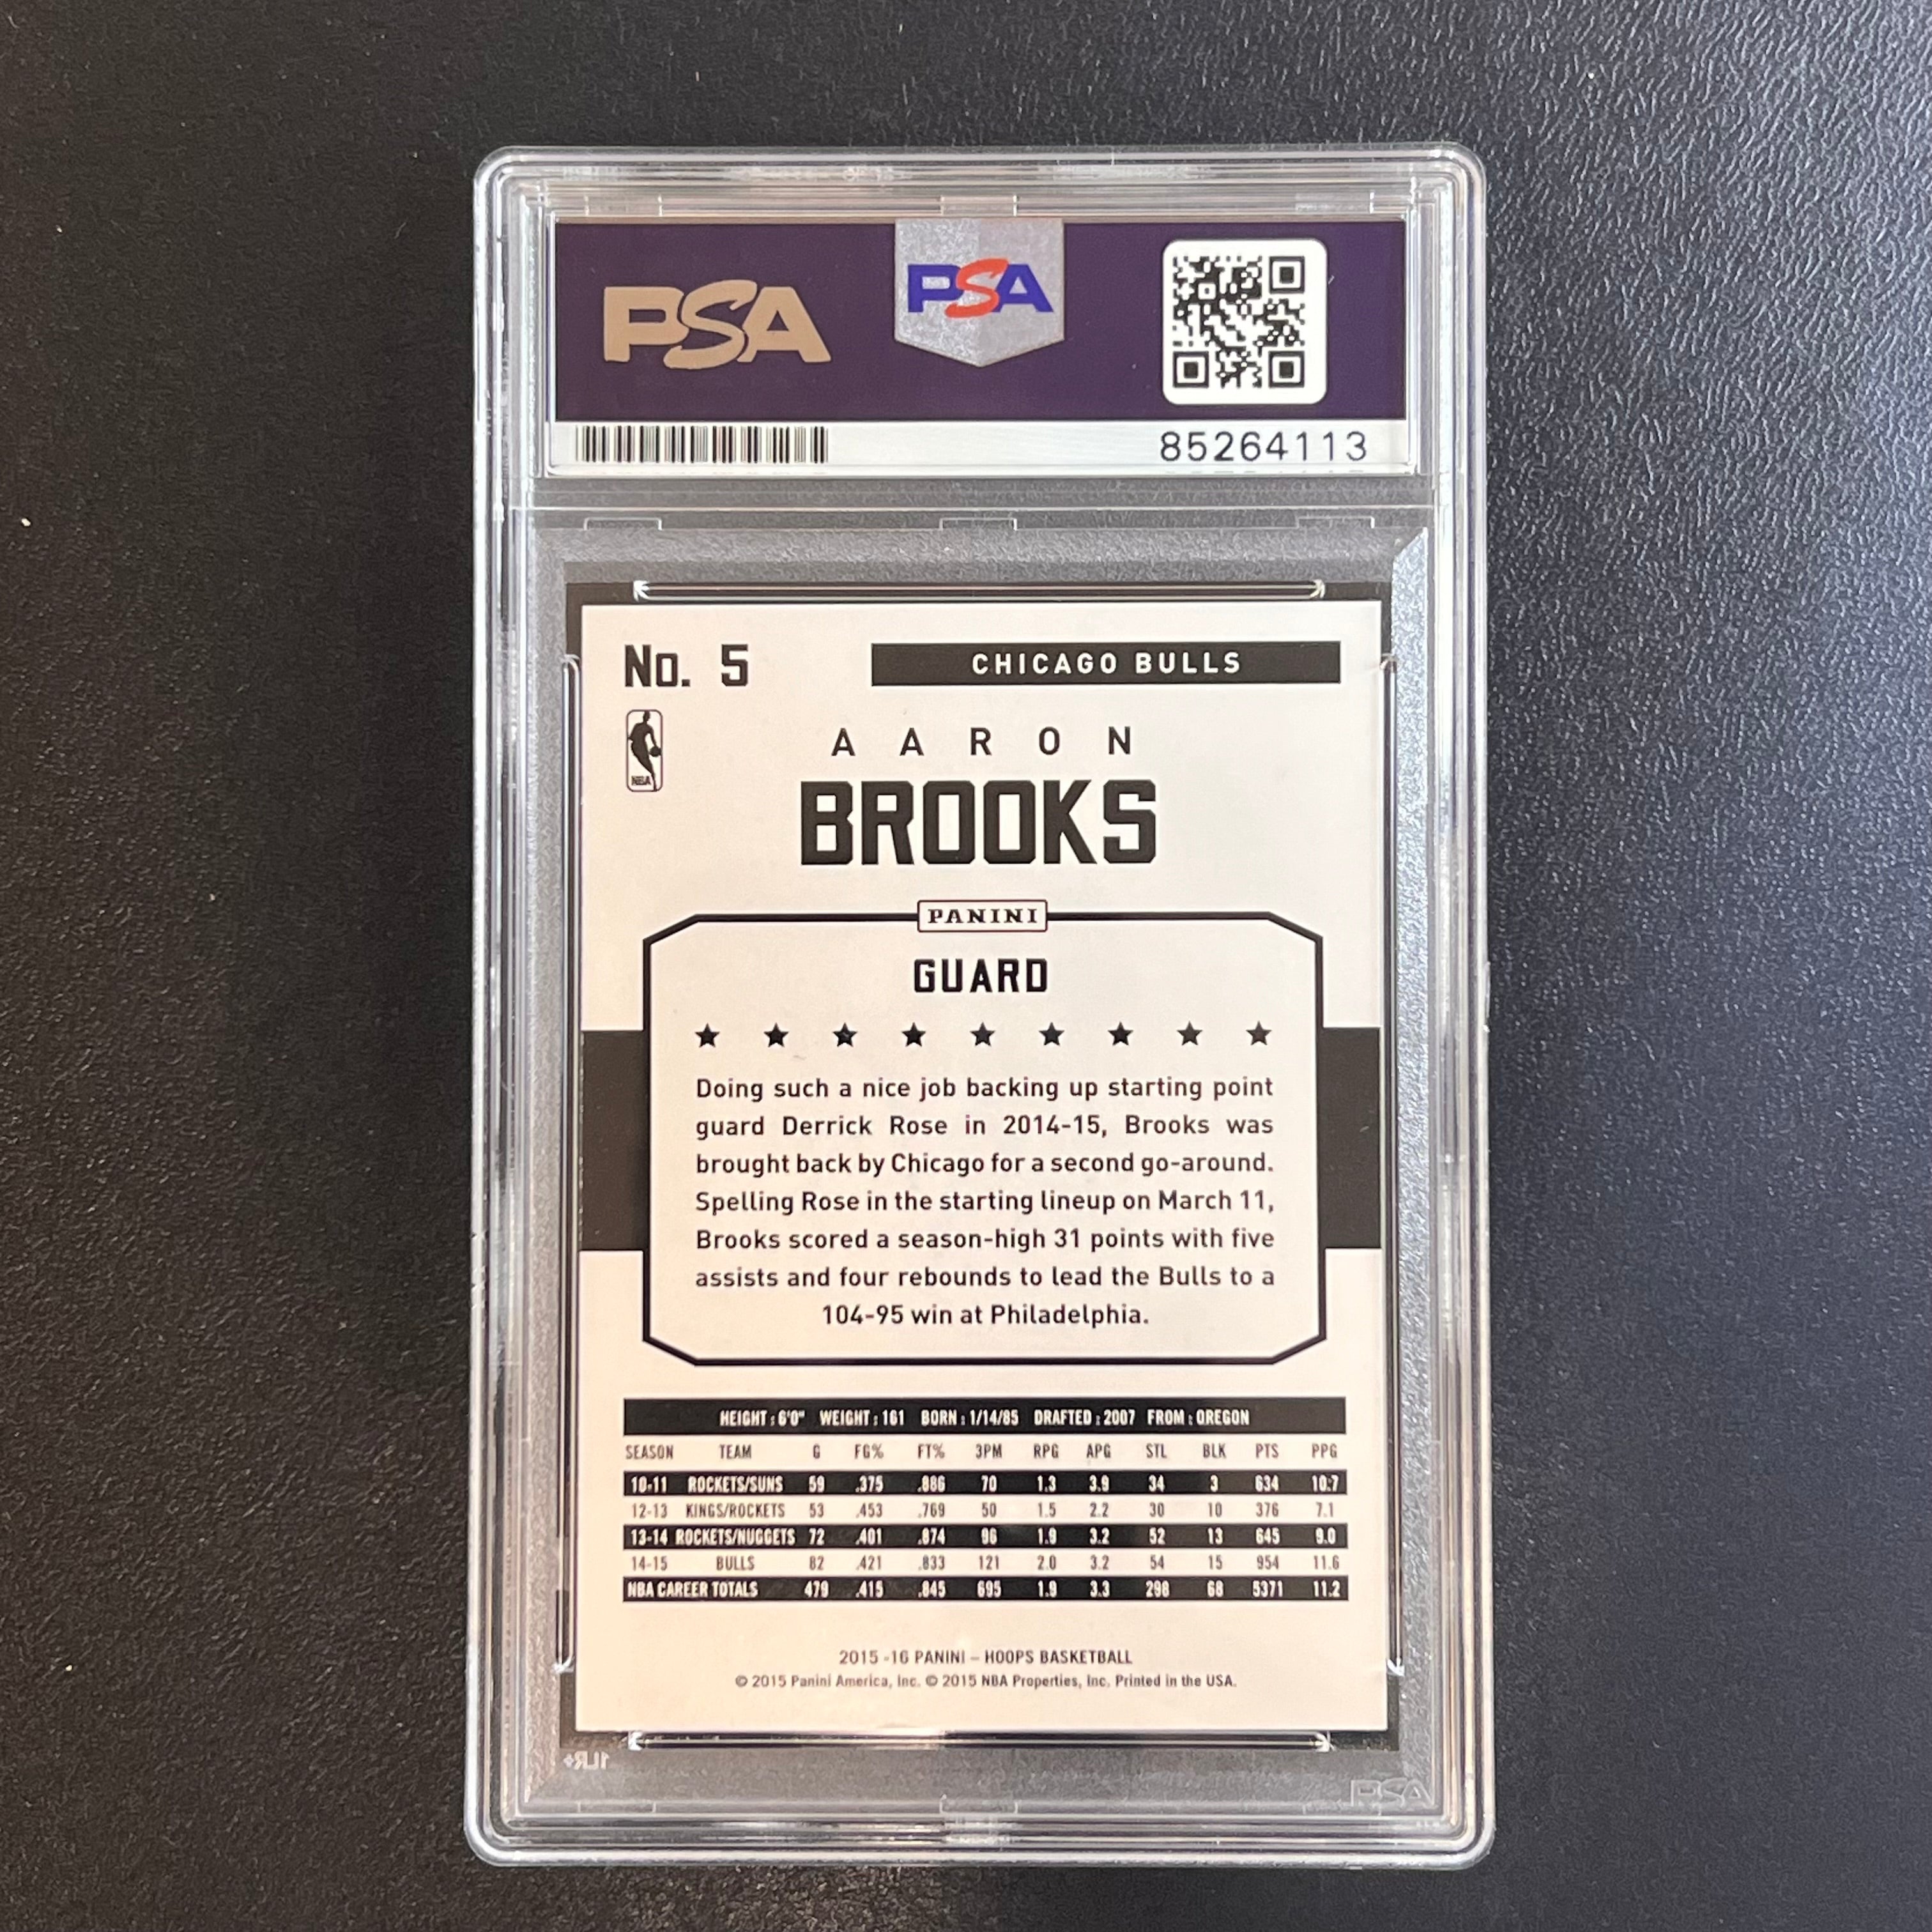 PSA PSA
85264113
No. 5 CHICAGO BULLS
NBA
AARON
BROOKS
PANINI
GUARD
Doing such a nice job backing up starting point
guard Derrick Rose in 2014-15, Brooks was
brought back by Chicago for a second go-around.
Spelling Rose in the starting lineup on March 11,
Brooks scored a season-high 31 points with five
assists and four rebounds to lead the Bulls to a
104-95 win at Philadelphia.
HEIGHT: 6'0" WEIGHT: 161 BORN: 1/14/85 DRAFTED: 2007 FROM: OREGON
SEASON TEAM G FG% FT% 3PM RPG APG STL BLK PTS PPG
10-11 ROCKETS/SUNS 59 .375 .886 70 1.3 3.9 34 3 634 10.7
12-13 KINGS/ROCKETS 53 .453 .769 50 1.5 2.2 30 10 376 7.1
13-14 ROCKETS/NUGGETS 72 .401 .874 96 1.9 3.2 52 13 645 9.0
14-15 BULLS 82 .421 .833 121 2.0 3.2 54 15 954 11.6
NBA CAREER TOTALS 479 .415 .845 695 1.9 3.3 298 68 5371 11.2
2015-16 PANINI – HOOPS BASKETBALL
© 2015 Panini America, Inc. © 2015 NBA Properties, Inc. Printed in the USA.
1LR+
PSA